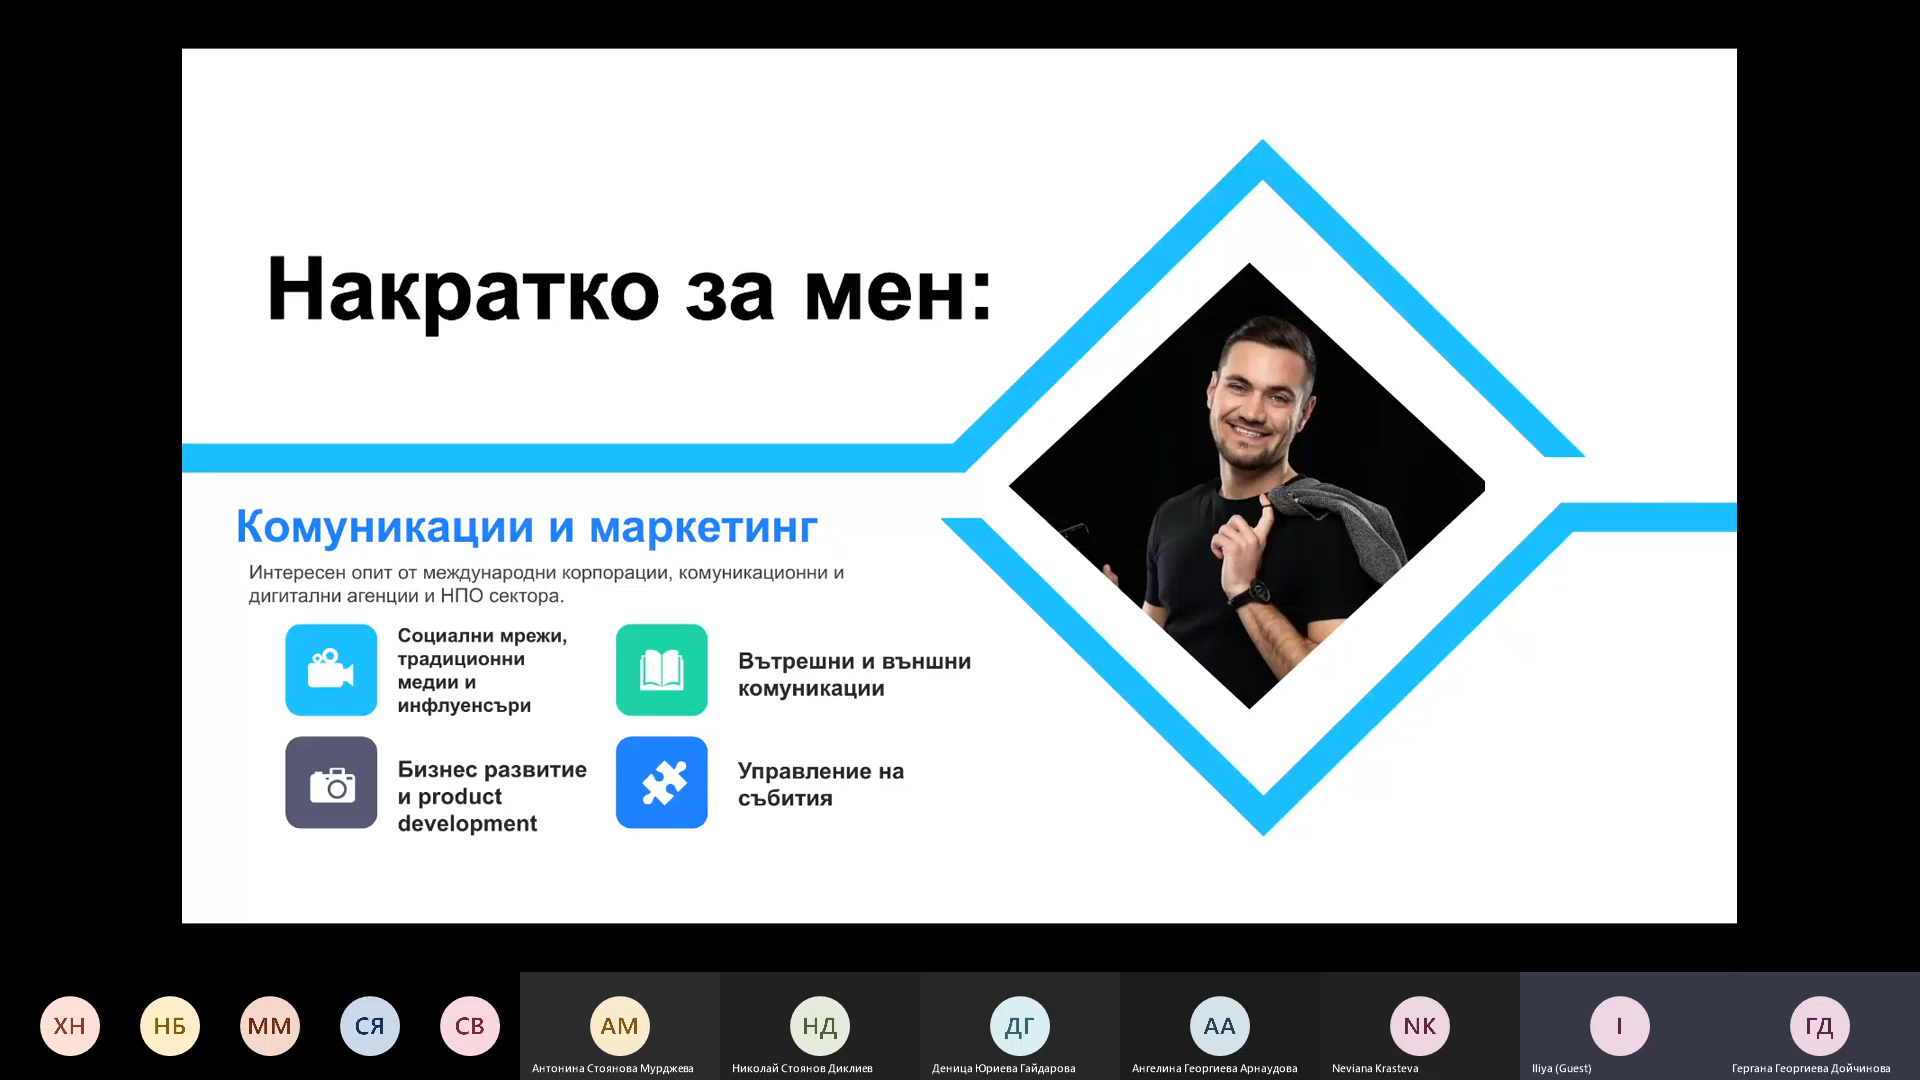 Накратко за мен:
Комуникации и маркетинг
Интересен опит от международни корпорации, комуникационни и
дигитални агенции и НПО сектора.
Социални мрежи,
традиционни
медии и
инфлуенсъри
Вътрешни и външни
комуникации
Бизнес развитие
и product
development
Управление на
събития
ХН
НБ
ММ
СЯ
СВ
АМ
НД
ДГ
АА
NK
I
ГД
Антонина Стоянова Мурджева
Николай Стоянов Диклиев
Деница Юриева Гайдарова
Ангелина Георгиева Арнаудова
Neviana Krasteva
Iliya (Guest)
Гергана Георгиева Дойчинова